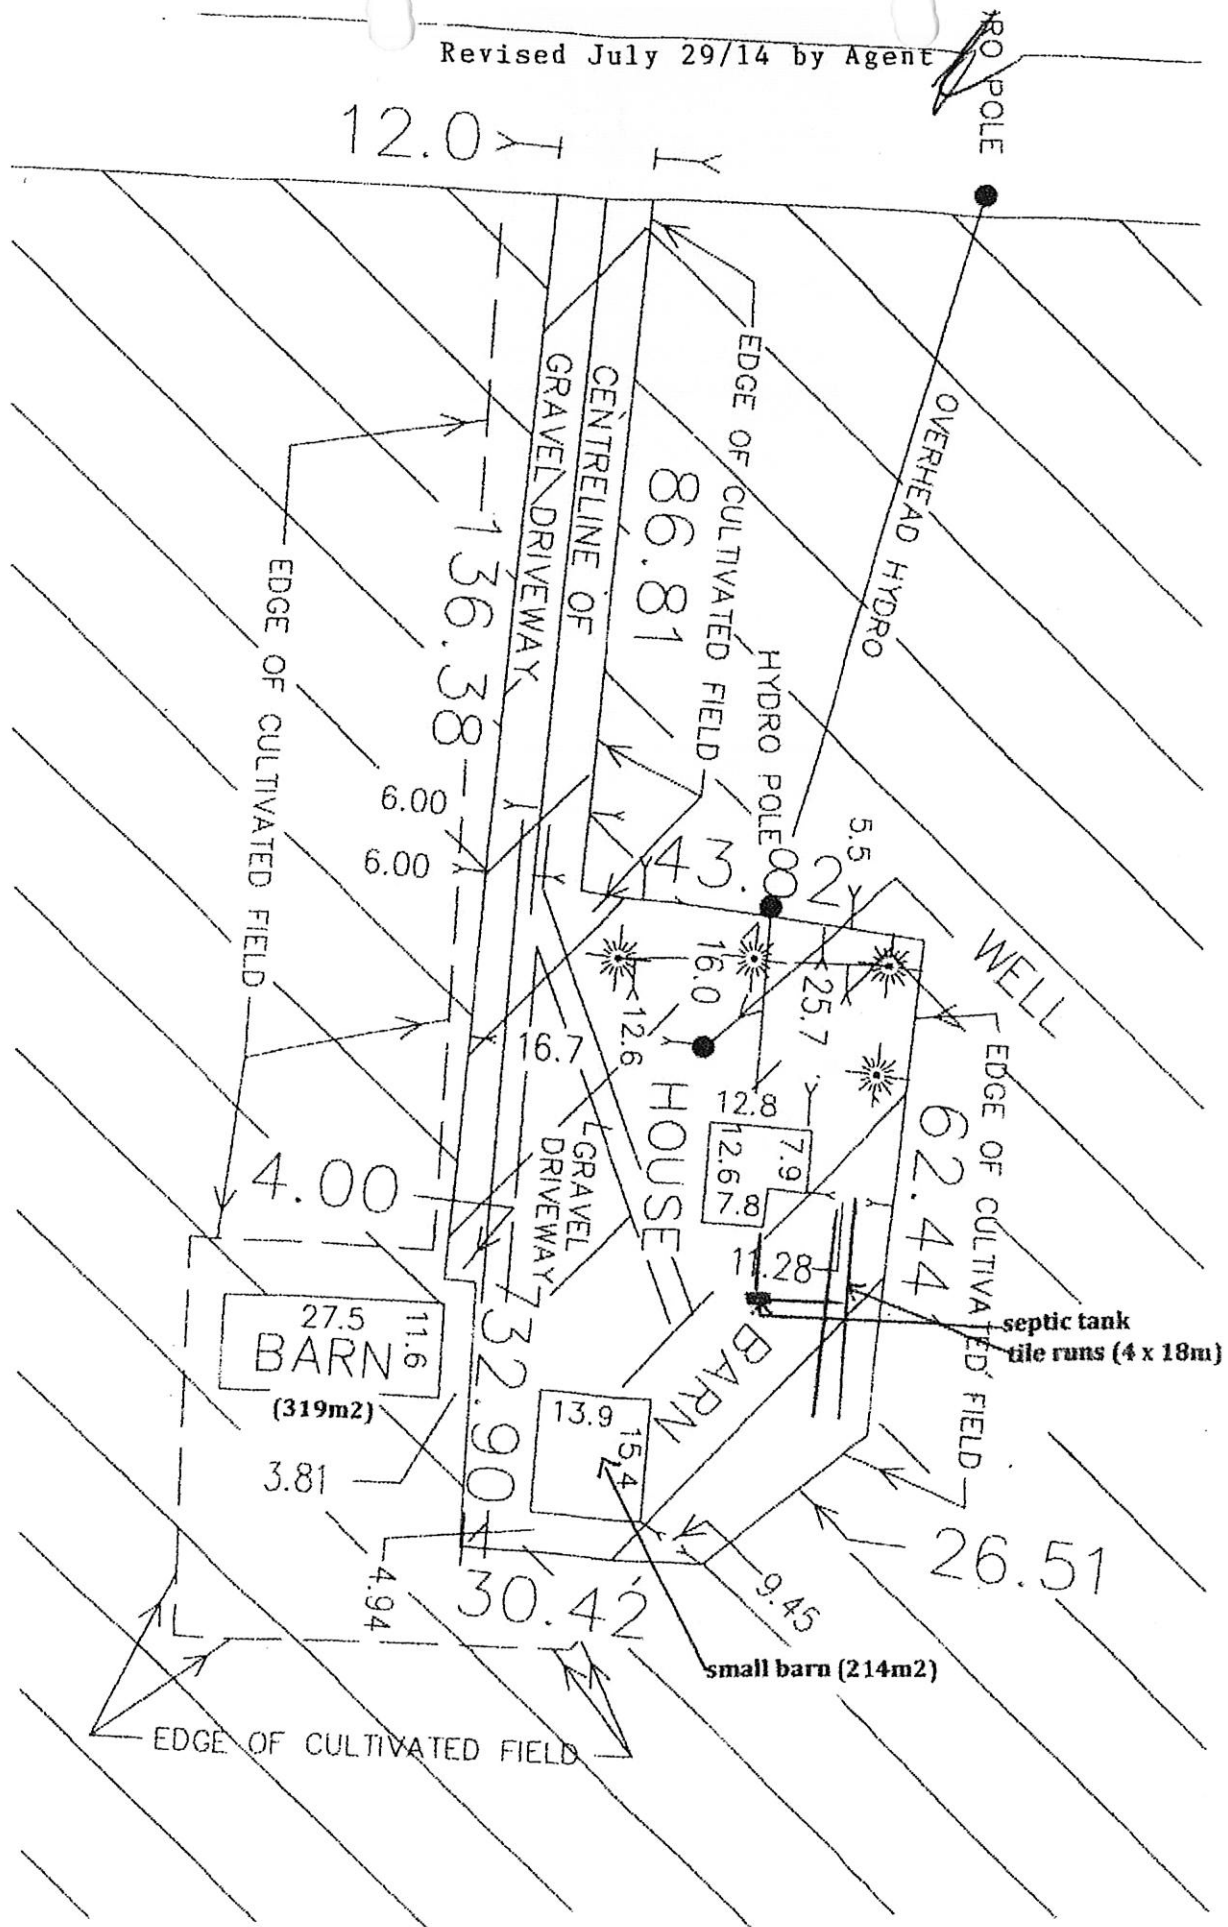 Revised July 29/14 by Agent
RO POLE
12.0
EDGE OF CULTIVATED FIELD
OVERHEAD HYDRO
CENTRELINE OF
GRAVEL DRIVEWAY
86.81
136.38
EDGE OF CULTIVATED FIELD
HYDRO POLE
6.00
6.00
43.82
5.5
WELL
16.0
25.7
12.6
16.7
HOUSE
12.8
12.6
7.9
7.8
EDGE OF CULTIVATED FIELD
62.44
4.00
GRAVEL
DRIVEWAY
11.28
septic tank
tile runs (4 x 18m)
27.5
11.6
BARN
(319m2)
32.90
BARN
13.9
15.4
3.81
26.51
4.94
30.42
9.45
small barn (214m2)
EDGE OF CULTIVATED FIELD